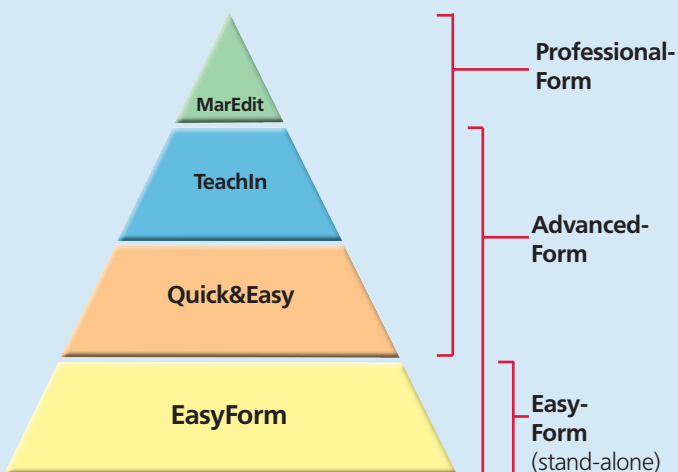 MarEdit
TeachIn
Quick&Easy
EasyForm
Professional-
Form
Advanced-
Form
Easy-
Form
(stand-alone)